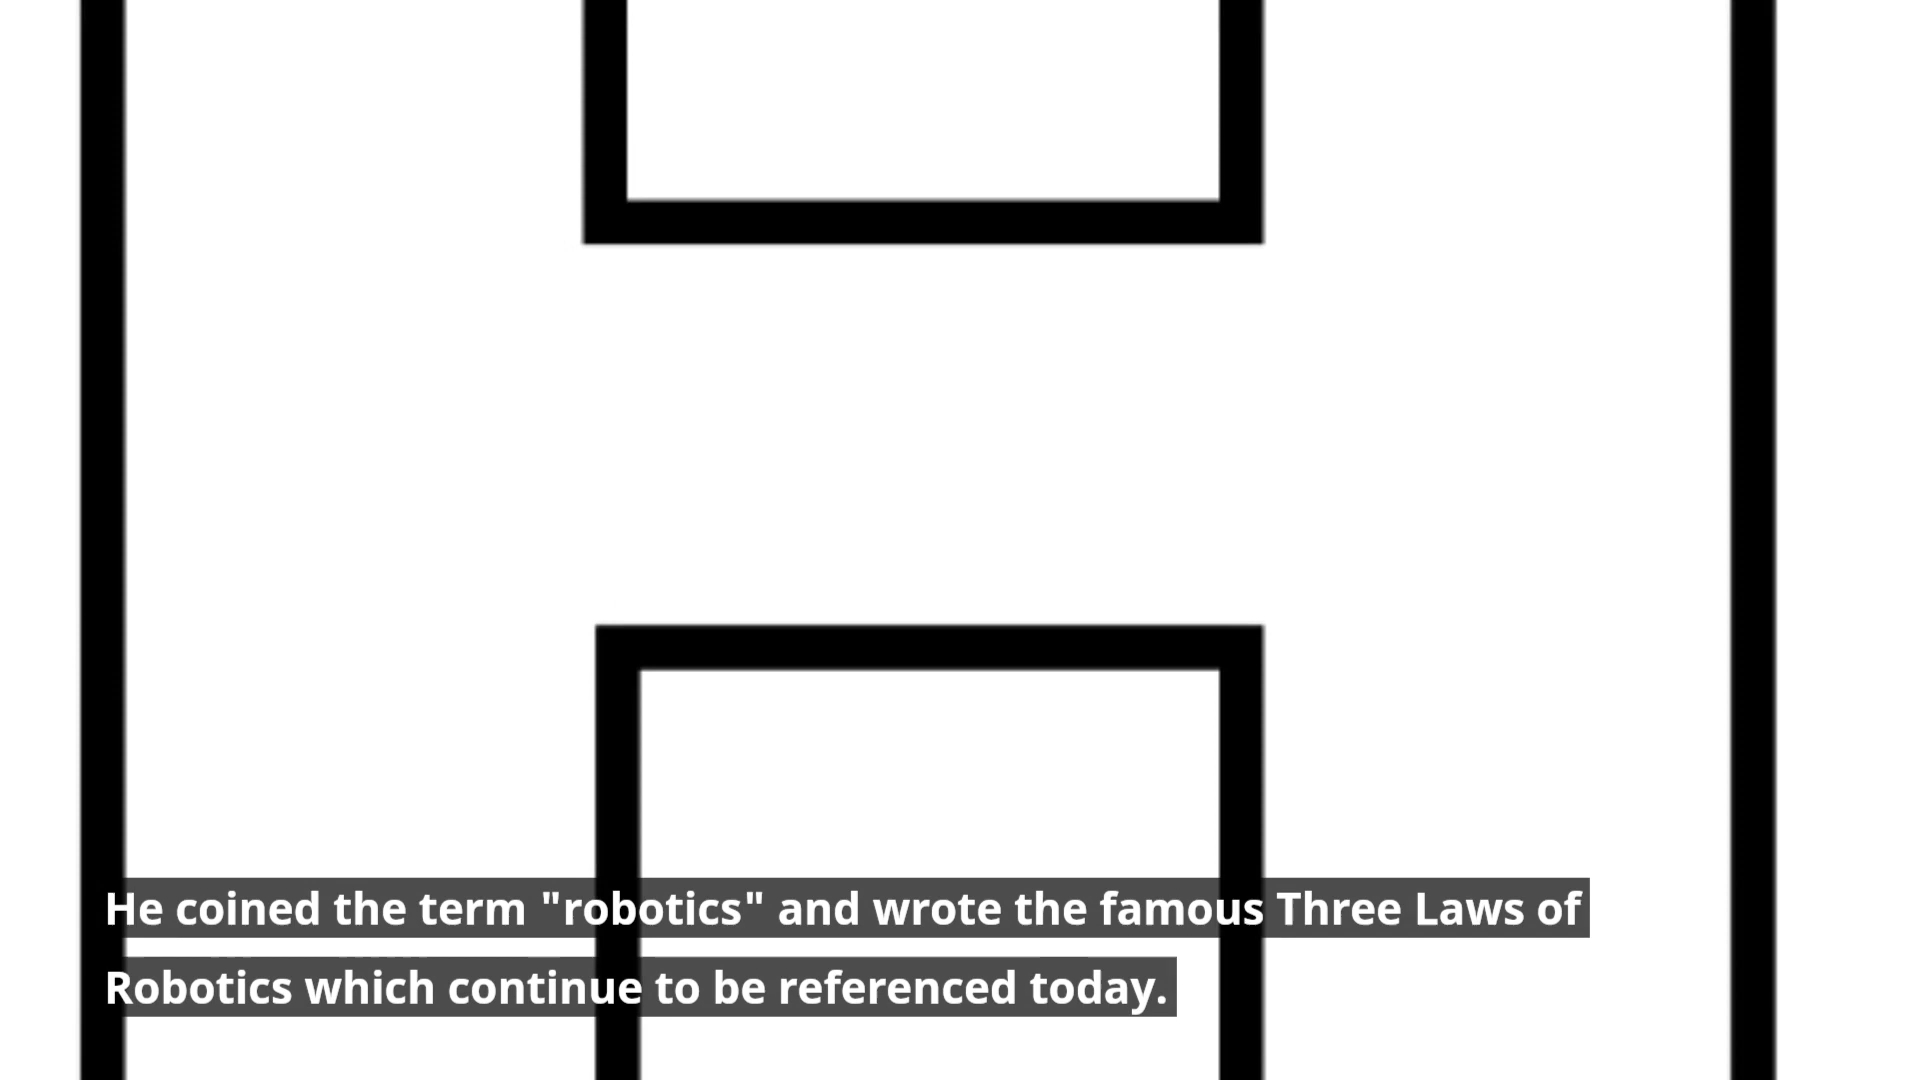 He coined the term "robotics" and wrote the famous Three Laws of
Robotics which continue to be referenced today.